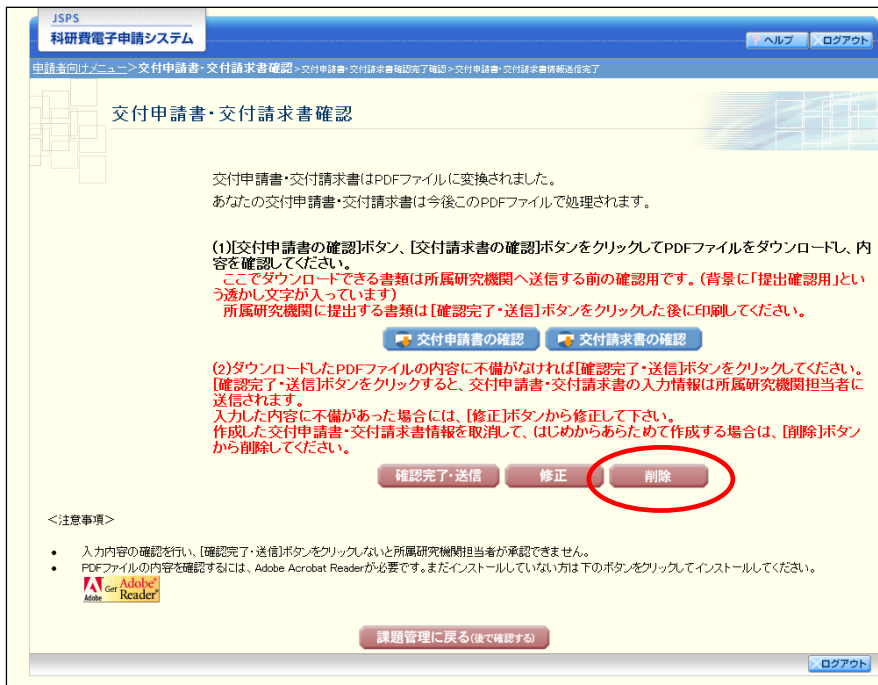 JSPS
科研費電子申請システム
ヘルプ
ログアウト
申請者向けメニュー>交付申請書・交付請求書確認>交付申請書・交付請求書確認完了確認>交付申請書・交付請求書情報送信完了
交付申請書・交付請求書確認
交付申請書・交付請求書はPDFファイルに変換されました。
あなたの交付申請書・交付請求書は今後このPDFファイルで処理されます。
(1)[交付申請書の確認]ボタン、[交付請求書の確認]ボタンをクリックしてPDFファイルをダウンロードし、内
容を確認してください。
ここでダウンロードできる書類は所属研究機関へ送信する前の確認用です。(背景に「提出確認用」とい
う透かし文字が入っています)
所属研究機関に提出する書類は[確認完了・送信]ボタンをクリックした後に印刷してください。
交付申請書の確認
交付請求書の確認
(2)ダウンロードしたPDFファイルの内容に不備がなければ[確認完了・送信]ボタンをクリックしてください。
[確認完了・送信]ボタンをクリックすると、交付申請書・交付請求書の入力情報は所属研究機関担当者に
送信されます。
入力した内容に不備があった場合には、[修正]ボタンから修正して下さい。
作成した交付申請書・交付請求書情報を取消して、はじめからあらためて作成する場合は、[削除]ボタン
から削除してください。
確認完了・送信
修正
削除
<注意事項>
• 入力内容の確認を行い、[確認完了・送信]ボタンをクリックしないと所属研究機関担当者が承認できません。
• PDFファイルの内容を確認するには、Adobe Acrobat Readerが必要です。まだインストールしていない方は下のボタンをクリックしてインストールしてください。
Adobe Get Adobe Reader
課題管理に戻る(後で確認する)
ログアウト